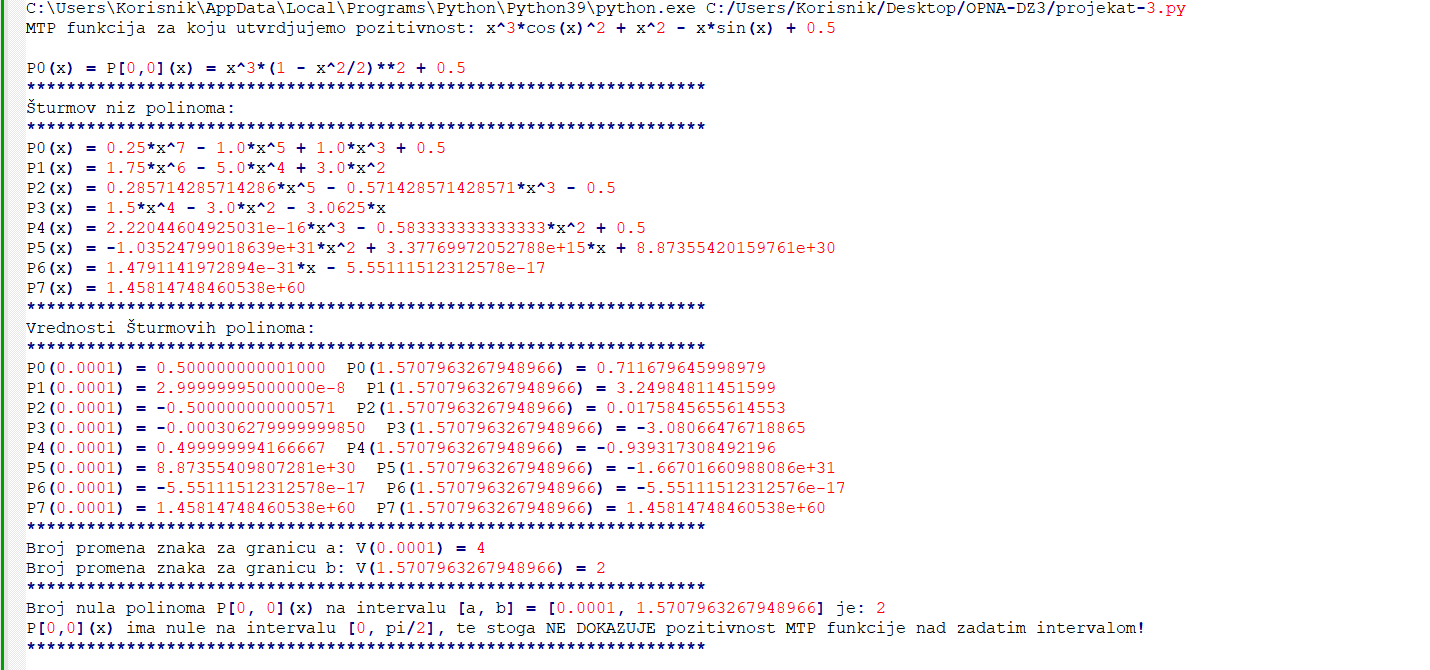 C:\Users\Korisnik\AppData\Local\Programs\Python\Python39\python.exe C:/Users/Korisnik/Desktop/OPNA-DZ3/projekat-3.py
MTP funkcija za koju utvrdjujemo pozitivnost: x^3*cos(x)^2 + x^2 - x*sin(x) + 0.5
P0(x) = P[0,0](x) = x^3*(1 - x^2/2)**2 + 0.5
********************************************************************
Šturmov niz polinoma:
********************************************************************
P0(x) = 0.25*x^7 - 1.0*x^5 + 1.0*x^3 + 0.5
P1(x) = 1.75*x^6 - 5.0*x^4 + 3.0*x^2
P2(x) = 0.285714285714286*x^5 - 0.571428571428571*x^3 - 0.5
P3(x) = 1.5*x^4 - 3.0*x^2 - 3.0625*x
P4(x) = 2.22044604925031e-16*x^3 - 0.583333333333333*x^2 + 0.5
P5(x) = -1.03524799018639e+31*x^2 + 3.37769972052788e+15*x + 8.87355420159761e+30
P6(x) = 1.4791141972894e-31*x - 5.55111512312578e-17
P7(x) = 1.45814748460538e+60
********************************************************************
Vrednosti Šturmovih polinoma:
********************************************************************
P0(0.0001) = 0.500000000001000  P0(1.5707963267948966) = 0.711679645998979
P1(0.0001) = 2.99999995000000e-8  P1(1.5707963267948966) = 3.24984811451599
P2(0.0001) = -0.500000000000571  P2(1.5707963267948966) = 0.0175845655614553
P3(0.0001) = -0.000306279999999850  P3(1.5707963267948966) = -3.08066476718865
P4(0.0001) = 0.499999994166667  P4(1.5707963267948966) = -0.939317308492196
P5(0.0001) = 8.87355409807281e+30  P5(1.5707963267948966) = -1.66701660988086e+31
P6(0.0001) = -5.55111512312578e-17  P6(1.5707963267948966) = -5.55111512312576e-17
P7(0.0001) = 1.45814748460538e+60  P7(1.5707963267948966) = 1.45814748460538e+60
********************************************************************
Broj promena znaka za granicu a: V(0.0001) = 4
Broj promena znaka za granicu b: V(1.5707963267948966) = 2
********************************************************************
Broj nula polinoma P[0, 0](x) na intervalu [a, b] = [0.0001, 1.5707963267948966] je: 2
P[0,0](x) ima nule na intervalu [0, pi/2], te stoga NE DOKAZUJE pozitivnost MTP funkcije nad zadatim intervalom!
********************************************************************